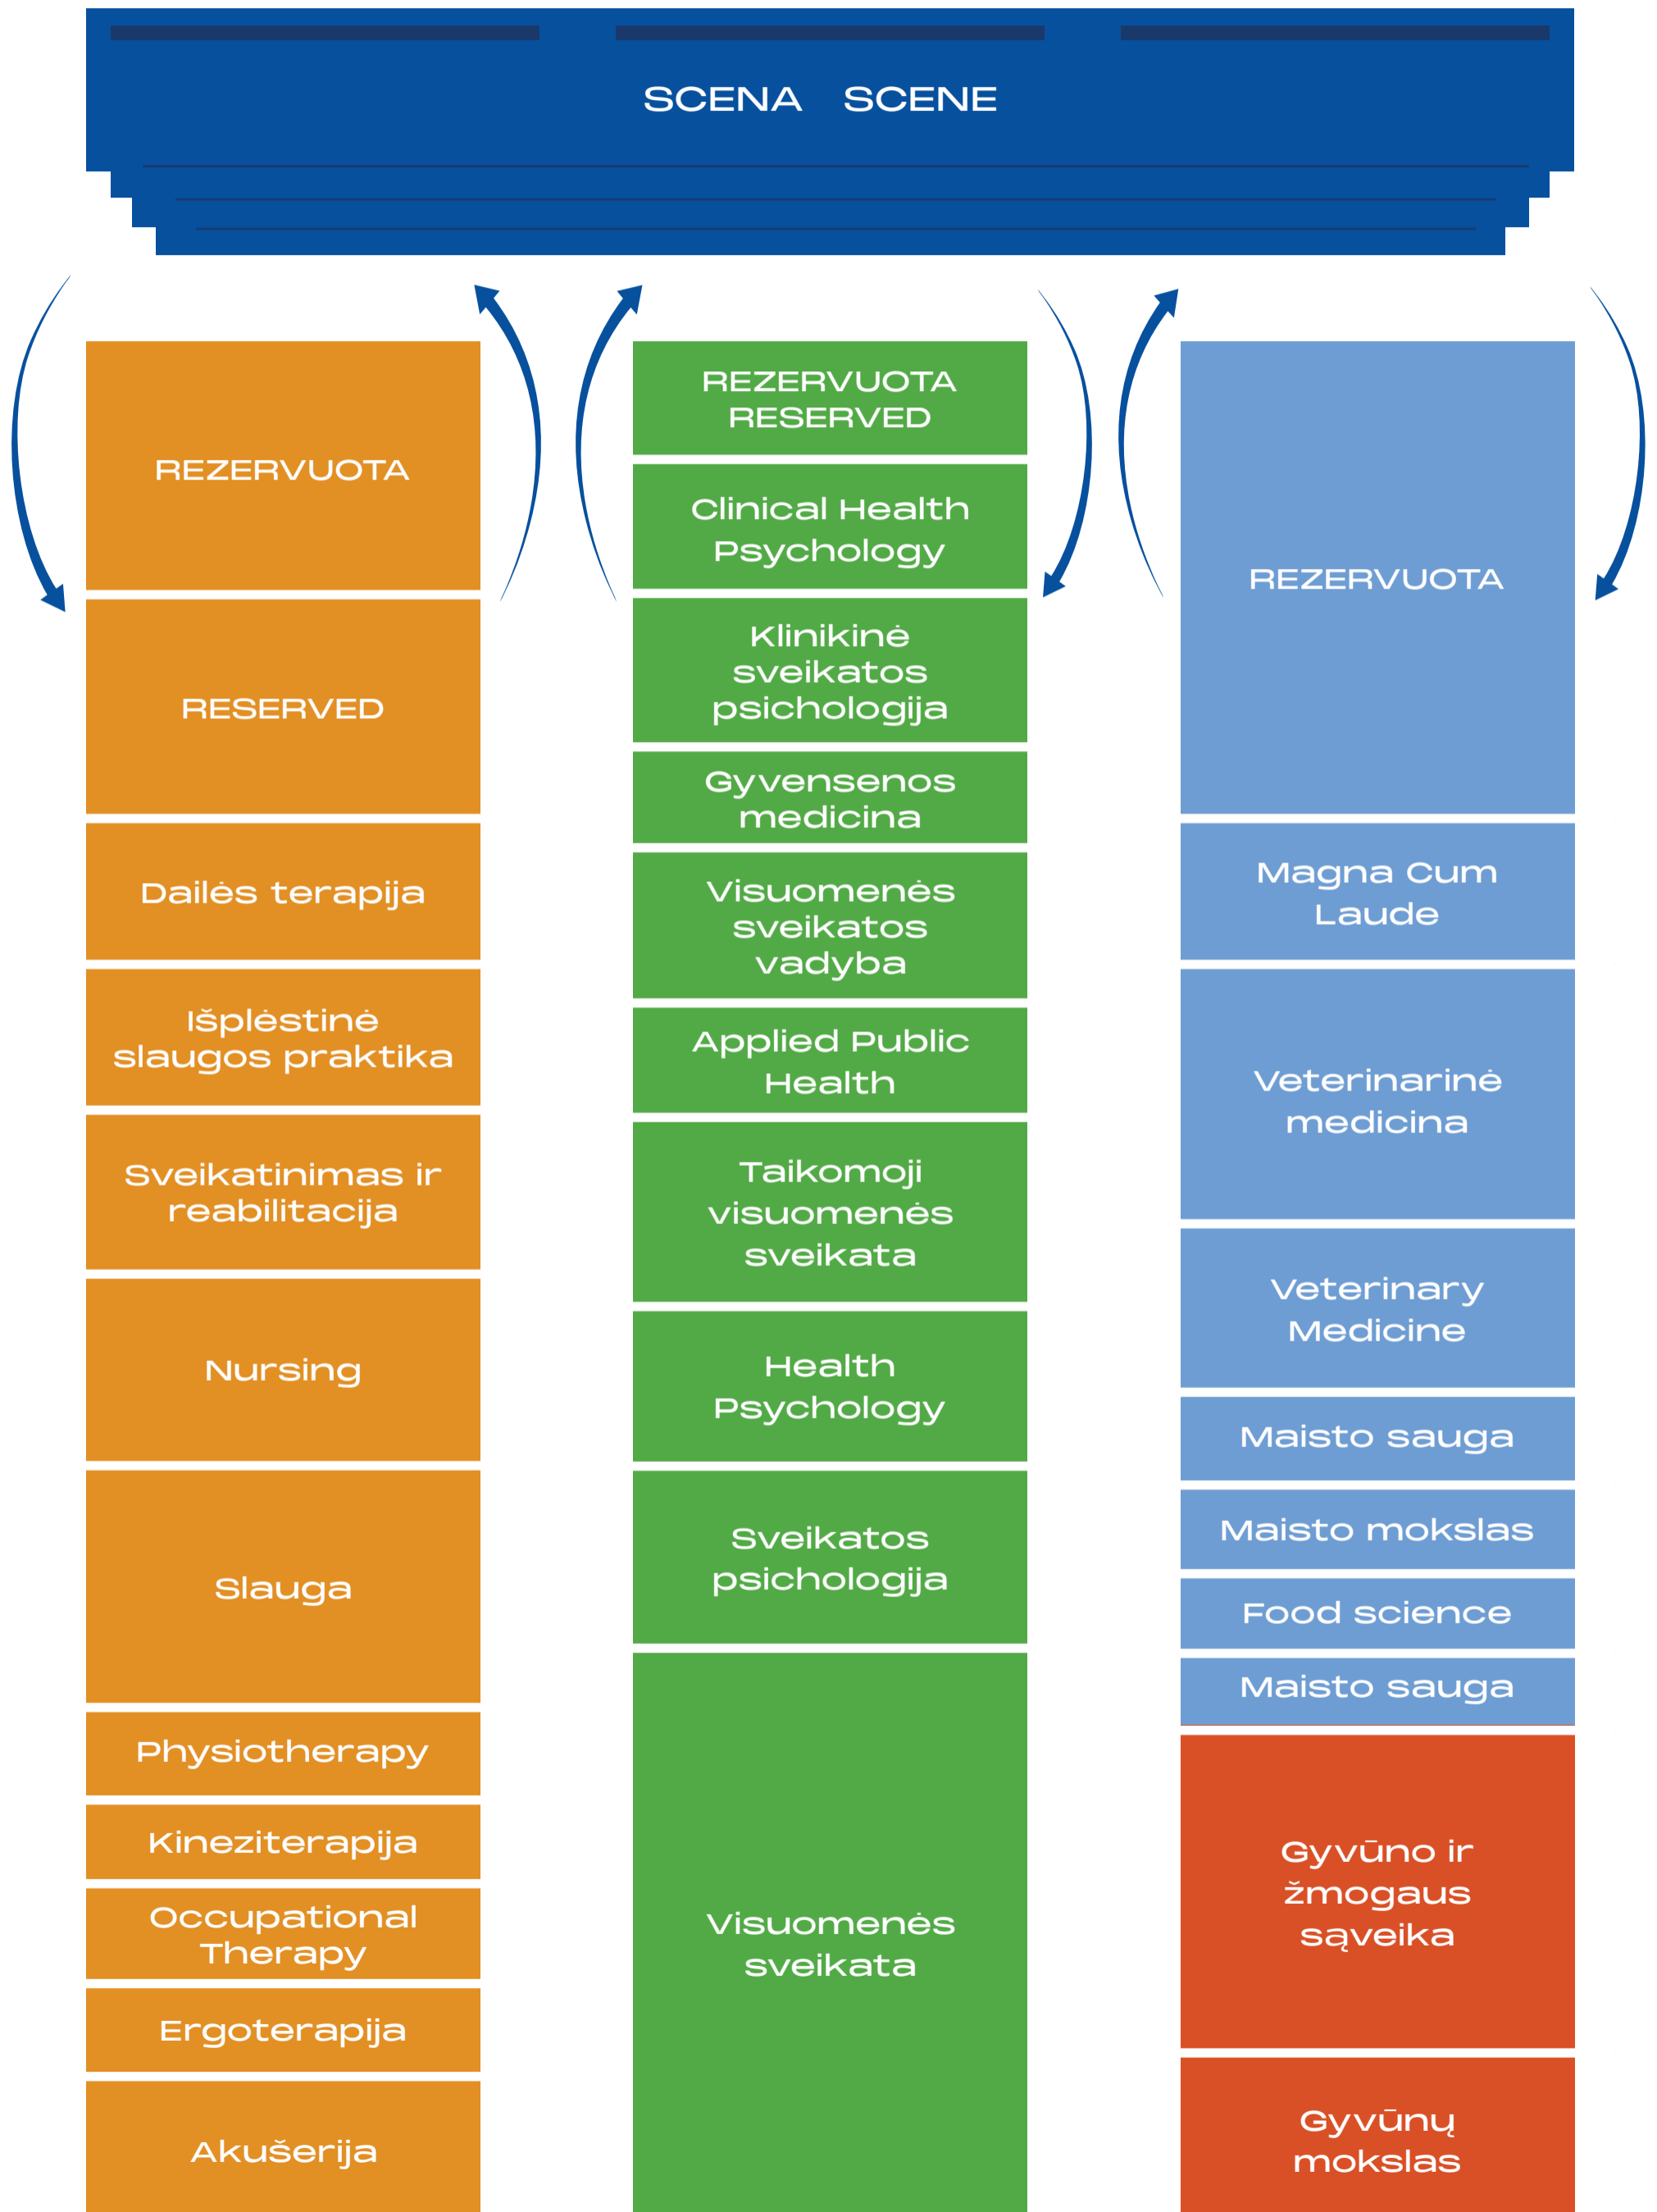 SCENA SCENE
REZERVUOTA
RESERVED
Dailės terapija
Išplėstinė
slaugos praktika
Sveikatinimas ir
reabilitacija
Nursing
Slauga
Physiotherapy
Kineziterapija
Occupational
Therapy
Ergoterapija
Akušerija
REZERVUOTA
RESERVED
Clinical Health
Psychology
Klinikinė
sveikatos
psichologija
Gyvensenos
medicina
Visuomenės
sveikatos
vadyba
Applied Public
Health
Taikomoji
visuomenės
sveikata
Health
Psychology
Sveikatos
psichologija
Visuomenės
sveikata
REZERVUOTA
Magna Cum
Laude
Veterinarinė
medicina
Veterinary
Medicine
Maisto sauga
Maisto mokslas
Food science
Maisto sauga
Gyvūno ir
žmogaus
sąveika
Gyvūnų
mokslas